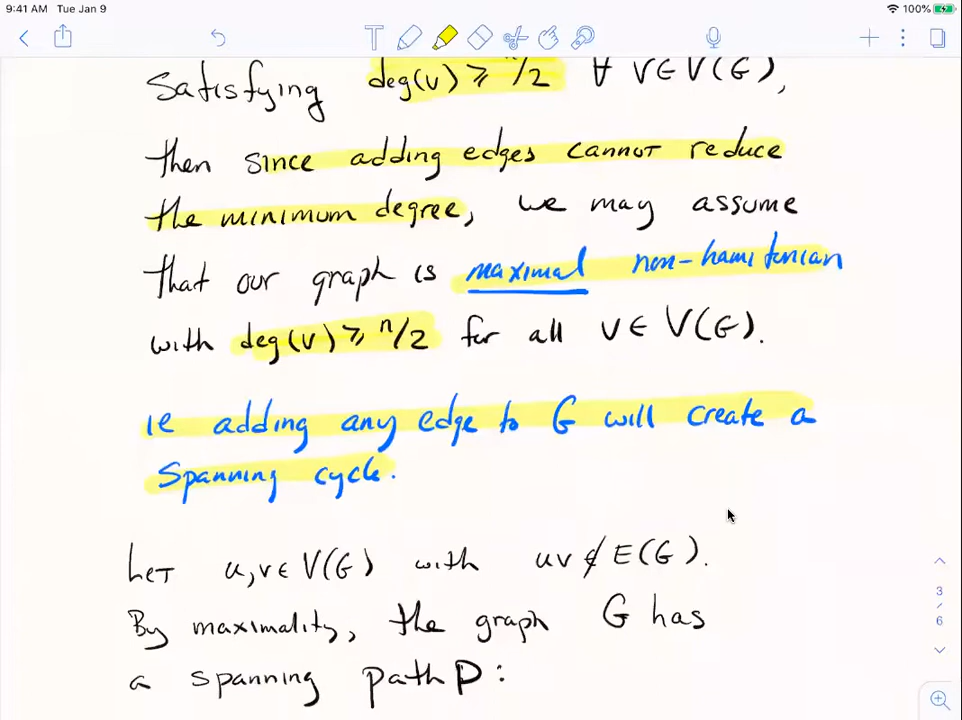 9:41 AM Tue Jan 9
100%
Satisfying deg(v) ≥ n/2 ∀ v∈V(G),
then since adding edges cannot reduce
the minimum degree, we may assume
that our graph is maximal non-hamiltonian
with deg(v) ≥ n/2 for all v∈ V(G).
ie adding any edge to G will create a
spanning cycle.
Let u,v∈ V(G) with uv∉E(G).
By maximality, the graph G has
a spanning path P:
3
/
6